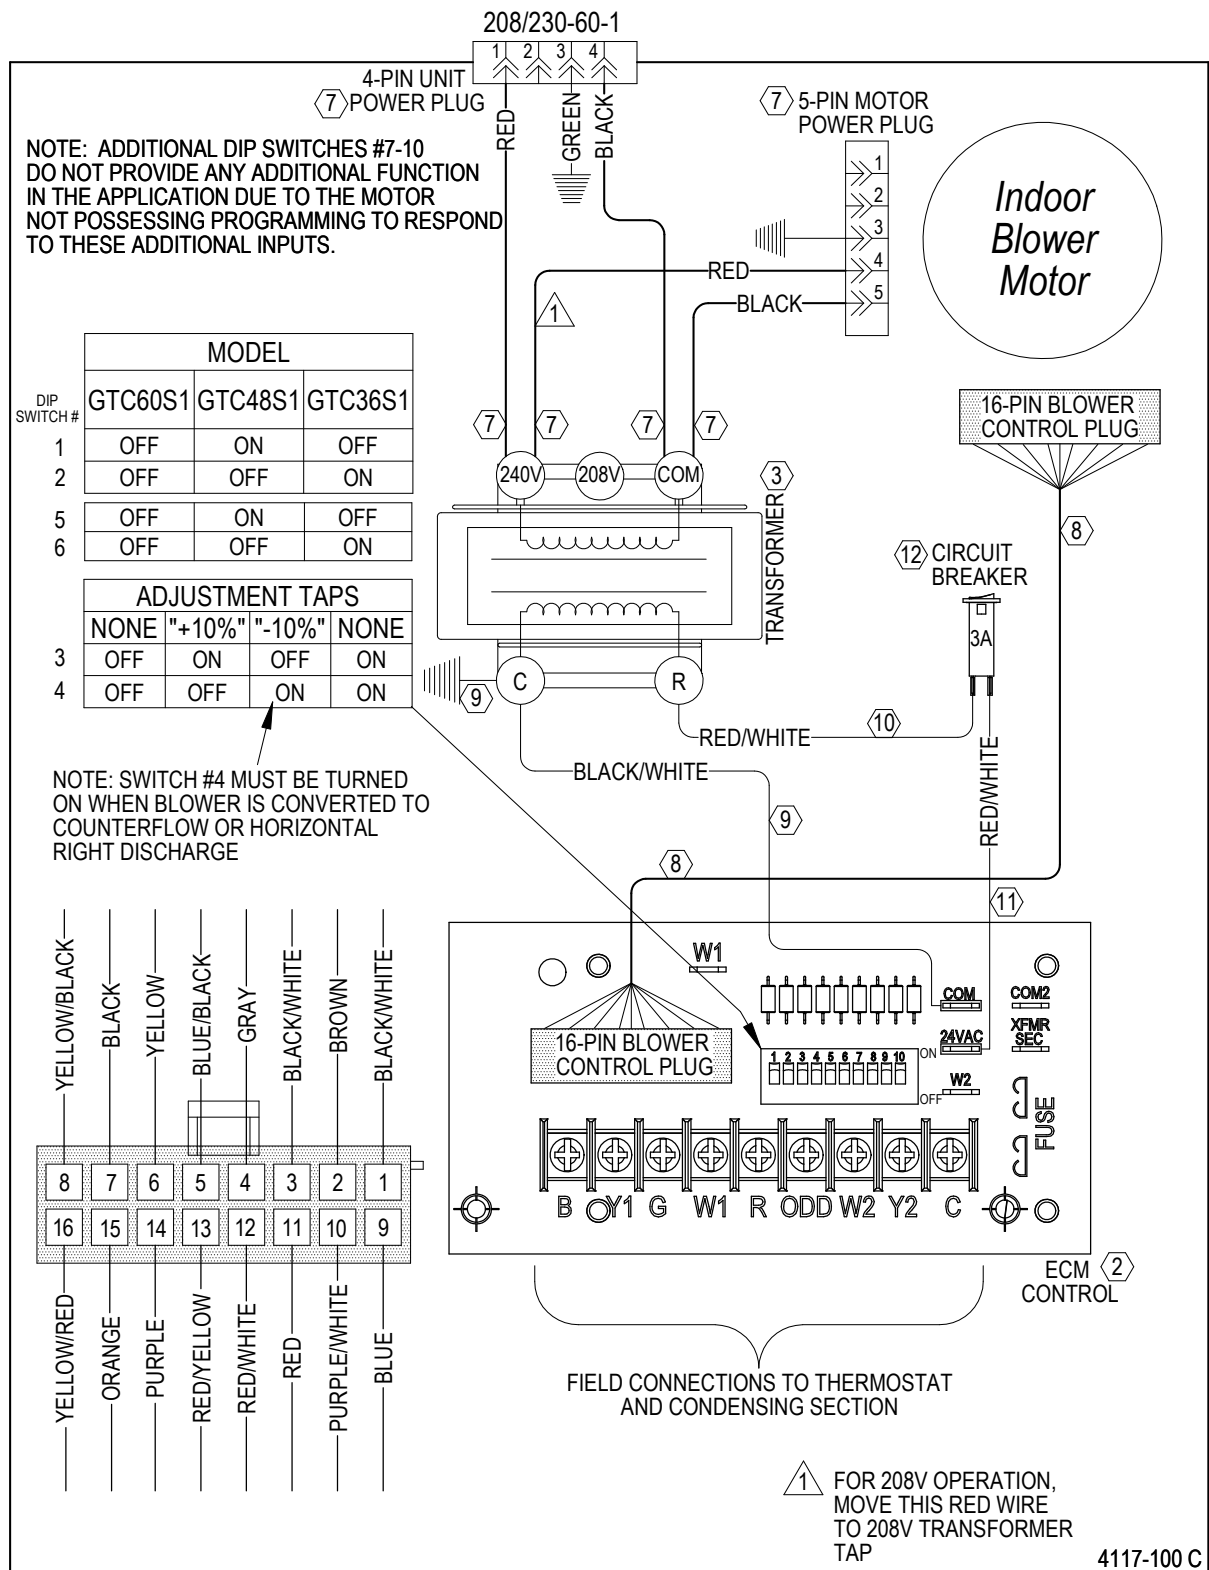 208/230-60-1
1 2 3 4
4-PIN UNIT
7 POWER PLUG
RED
GREEN
BLACK
7 5-PIN MOTOR
POWER PLUG
1
2
3
4
5
Indoor
Blower
Motor
NOTE: ADDITIONAL DIP SWITCHES #7-10
DO NOT PROVIDE ANY ADDITIONAL FUNCTION
IN THE APPLICATION DUE TO THE MOTOR
NOT POSSESSING PROGRAMMING TO RESPOND
TO THESE ADDITIONAL INPUTS.
RED
BLACK
1
MODEL
DIP
SWITCH #
GTC60S1 GTC48S1 GTC36S1
1 OFF ON OFF
2 OFF OFF ON
5 OFF ON OFF
6 OFF OFF ON
7 7 7 7
240V 208V COM
3
TRANSFORMER
16-PIN BLOWER
CONTROL PLUG
8
12 CIRCUIT
BREAKER
3A
ADJUSTMENT TAPS
NONE "+10%" "-10%" NONE
3 OFF ON OFF ON
4 OFF OFF ON ON
9
C R
RED/WHITE
10
BLACK/WHITE
RED/WHITE
9
NOTE: SWITCH #4 MUST BE TURNED
ON WHEN BLOWER IS CONVERTED TO
COUNTERFLOW OR HORIZONTAL
RIGHT DISCHARGE
8
11
YELLOW/BLACK
BLACK
YELLOW
BLUE/BLACK
GRAY
BLACK/WHITE
BROWN
BLACK/WHITE
8 7 6 5 4 3 2 1
16 15 14 13 12 11 10 9
YELLOW/RED
ORANGE
PURPLE
RED/YELLOW
RED/WHITE
RED
PURPLE/WHITE
BLUE
W1
COM
COM2
24VAC
XFMR
SEC
16-PIN BLOWER
CONTROL PLUG
1 2 3 4 5 6 7 8 9 10
ON
OFF
W2
FUSE
B Y1 G W1 R ODD W2 Y2 C
ECM 2
CONTROL
FIELD CONNECTIONS TO THERMOSTAT
AND CONDENSING SECTION
1 FOR 208V OPERATION,
MOVE THIS RED WIRE
TO 208V TRANSFORMER
TAP
4117-100 C